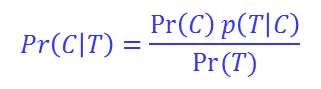 Pr(C|T) = Pr(C) p(T|C) / Pr(T)